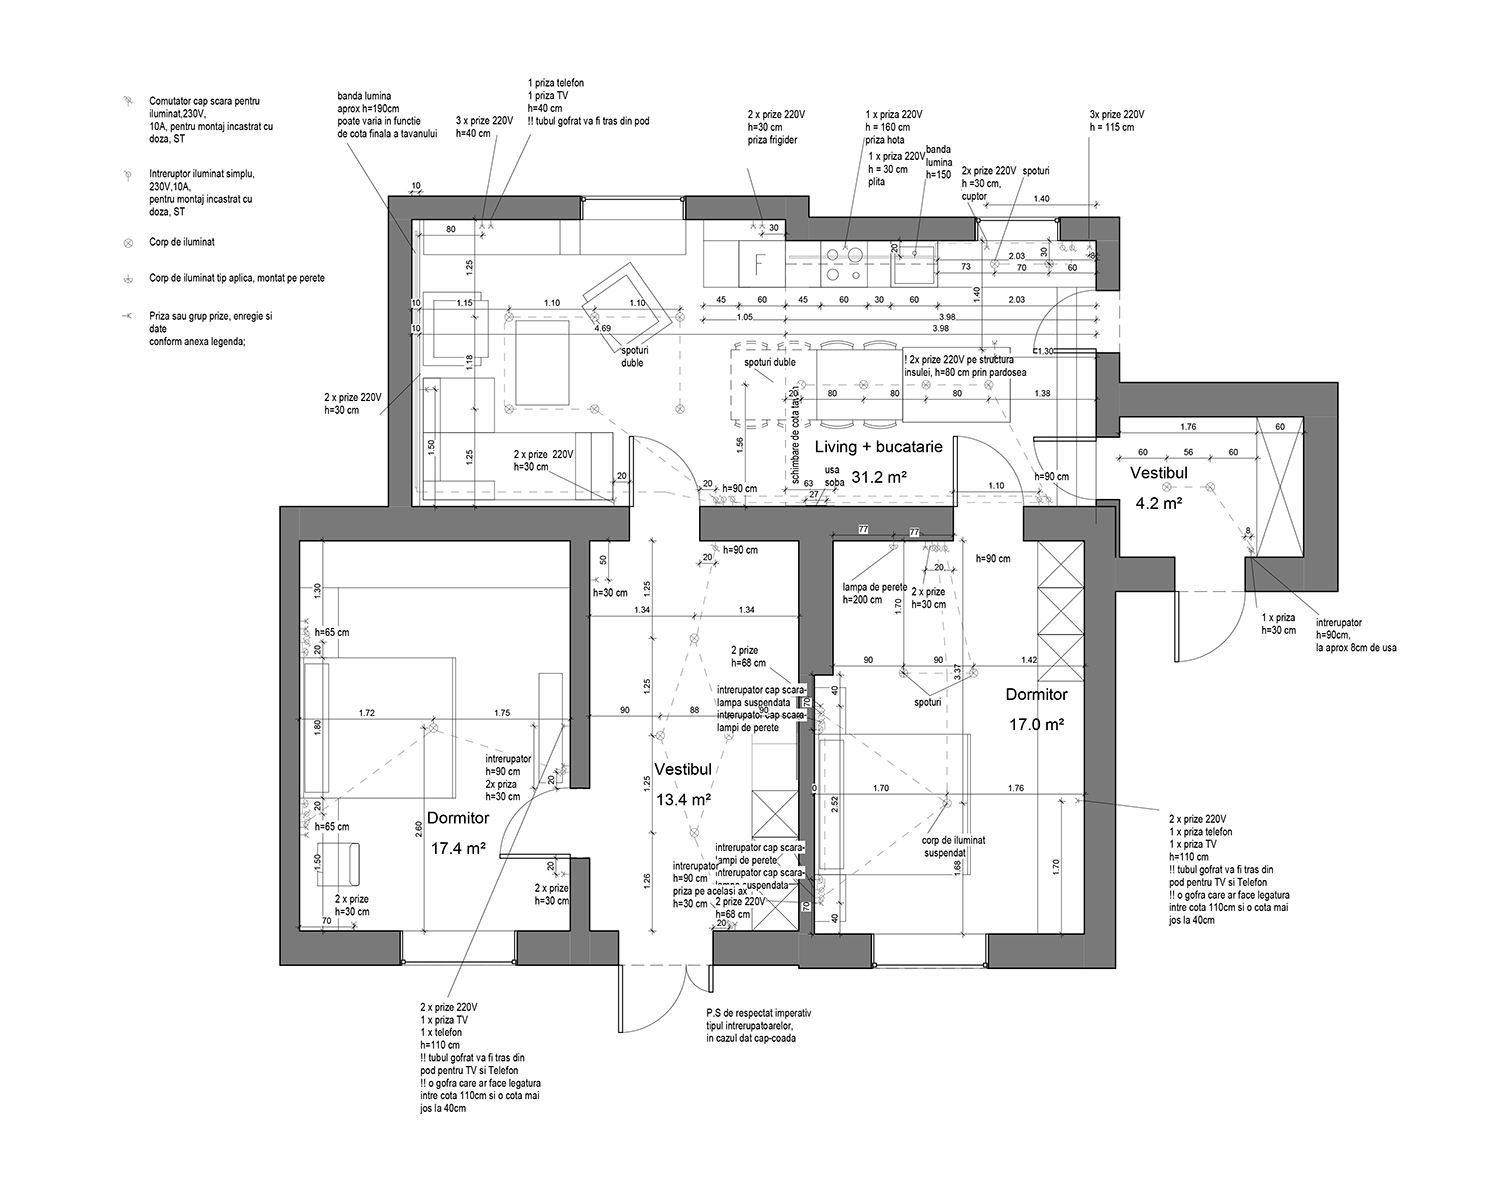 Comutator cap scara pentru
iluminat,230V,
10A, pentru montaj incastrat cu
doza, ST
Intreruptor iluminat simplu,
230V,10A,
pentru montaj incastrat cu
doza, ST
Corp de iluminat
Corp de iluminat tip aplica, montat pe perete
Priza sau grup prize, enregie si
date
conform anexa legenda;
banda lumina
aprox h=190cm
poate varia in functie
de cota finala a tavanului
3 x prize 220V
h=40 cm
1 priza telefon
1 priza TV
h=40 cm
!! tubul gofrat va fi tras din pod
2 x prize 220V
h=30 cm
priza frigider
1 x priza 220V
h = 160 cm
priza hota
1 x priza 220V
h = 30 cm
plita
banda
lumina
h=150
2x prize 220V
h =30 cm,
cuptor
spoturi
3x prize 220V
h = 115 cm
10
1.40
80
30
20
2.03
30
8
1.25
F
73
70
60
1.40
10
1.15
1.10
1.10
45
60
45
60
30
60
2.03
1.05
3.98
10
4.69
3.98
spoturi
duble
1.18
spoturi duble
1.30
! 2x prize 220V pe structura
insulei, h=80 cm prin pardosea
2 x prize 220V
h=30 cm
20
80
80
80
1.38
schimbare de cota tavan
1.50
1.25
1.56
2 x prize 220V
h=30 cm
20
20
h=90 cm
Living + bucatarie
31.2 m²
usa
soba
63
27
1.10
h=90 cm
1.76
60
60
56
60
Vestibul
4.2 m²
8
1 x priza
h=30 cm
intrerupator
h=90cm,
la aprox 8cm de usa
1.30
h=65 cm
20
1.72
1.75
1.80
20
h=65 cm
1.50
2.60
Dormitor
17.4 m²
intrerupator
h=90 cm
2x priza
h=30 cm
20
20
2 x prize
h=30 cm
2 x prize
h=30 cm
70
50
h=30 cm
20
h=90 cm
1.25
1.34
1.34
2 prize
h=68 cm
1.25
intrerupator cap scara-
lampa suspendata
intrerupator cap scara-
lampi de perete
90
88
90
Vestibul
13.4 m²
1.25
1.26
intrerupator cap scara-
lampi de perete
intrerupator cap scara-
lampa suspendata
intrerupator
h=90 cm
priza pe acelasi ax
h=30 cm
2 prize 220V
h=68 cm
20
77
77
h=90 cm
lampa de perete
h=200 cm
20
2 x prize
h=30 cm
1.70
90
90
3.37
1.42
spoturi
Dormitor
17.0 m²
40
70
0
1.70
1.76
2.52
corp de iluminat
suspendat
1.68
1.70
70
40
2 x prize 220V
1 x priza telefon
1 x priza TV
h=110 cm
!! tubul gofrat va fi tras din
pod pentru TV si Telefon
!! o gofra care ar face legatura
intre cota 110cm si o cota mai
jos la 40cm
2 x prize 220V
1 x priza TV
1 x telefon
h=110 cm
!! tubul gofrat va fi tras din
pod pentru TV si Telefon
!! o gofra care ar face legatura
intre cota 110cm si o cota mai
jos la 40cm
P.S de respectat imperativ
tipul intrerupatoarelor,
in cazul dat cap-coada